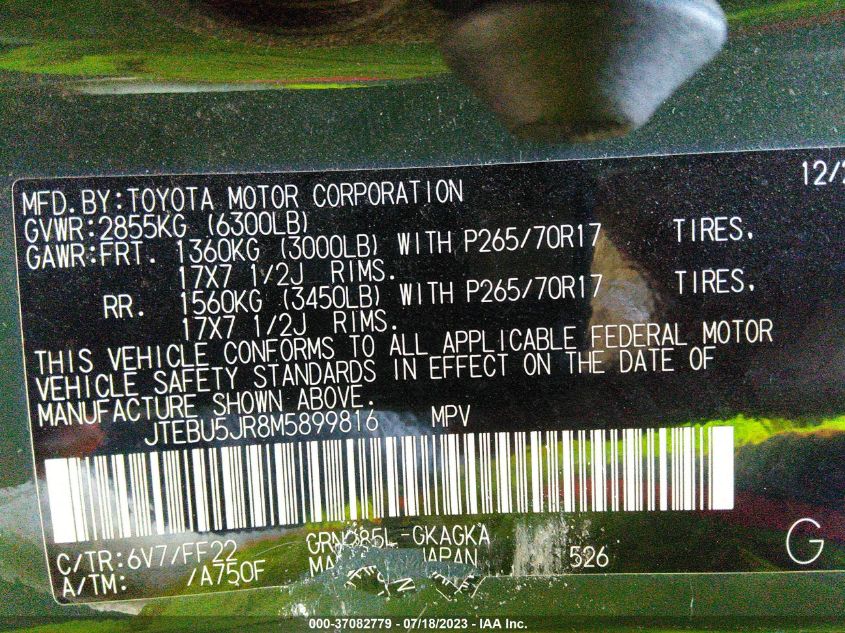 12/2
MFD.BY:TOYOTA MOTOR CORPORATION
GVWR:2855KG (6300LB)
GAWR:FRT. 1360KG (3000LB) WITH P265/70R17 TIRES,
17X7 1/2J RIMS.
RR. 1560KG (3450LB) WITH P265/70R17 TIRES,
17X7 1/2J RIMS.
THIS VEHICLE CONFORMS TO ALL APPLICABLE FEDERAL MOTOR
VEHICLE SAFETY STANDARDS IN EFFECT ON THE DATE OF
MANUFACTURE SHOWN ABOVE.
JTEBU5JR8M5899816 MPV
C/TR:6V7/FF22 GRN285L-GKAGKA
A/TM: /A750F JAPAN 526 G
000-37082779 - 07/18/2023 - IAA Inc.